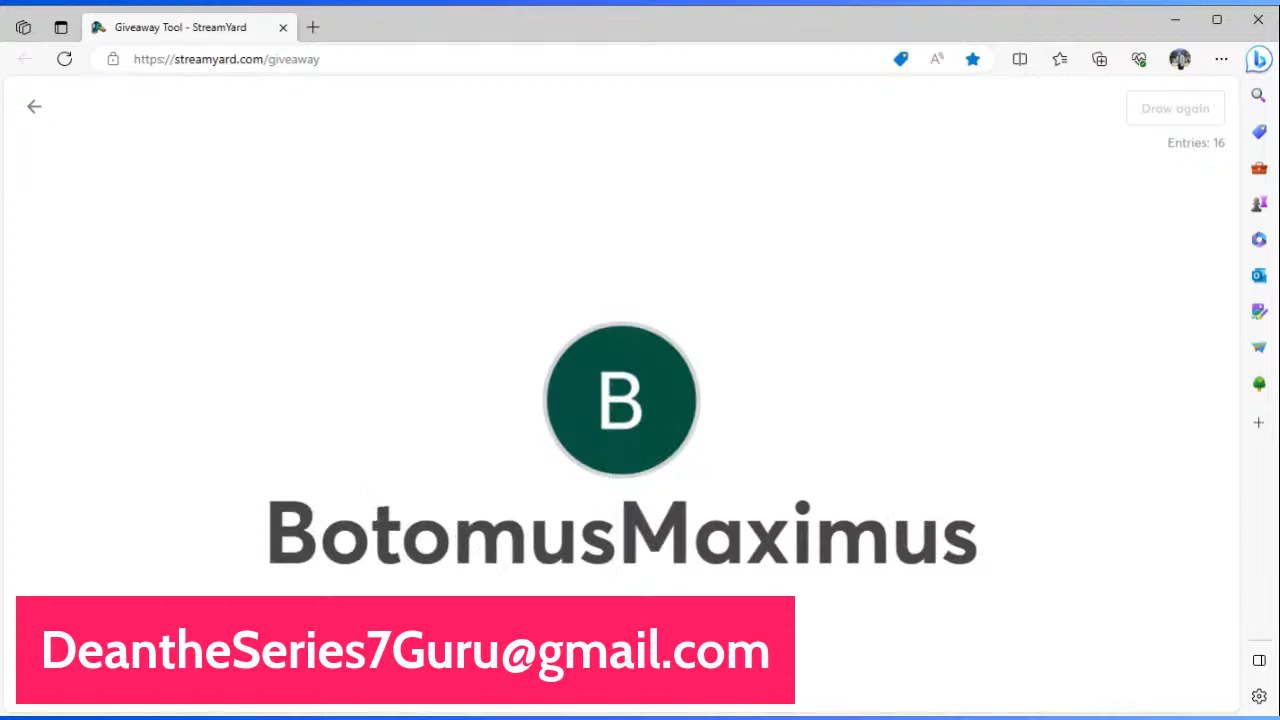 Giveaway Tool - StreamYard
https://streamyard.com/giveaway
Draw again
Entries: 16
B
BotomusMaximus
DeantheSeries7Guru@gmail.com